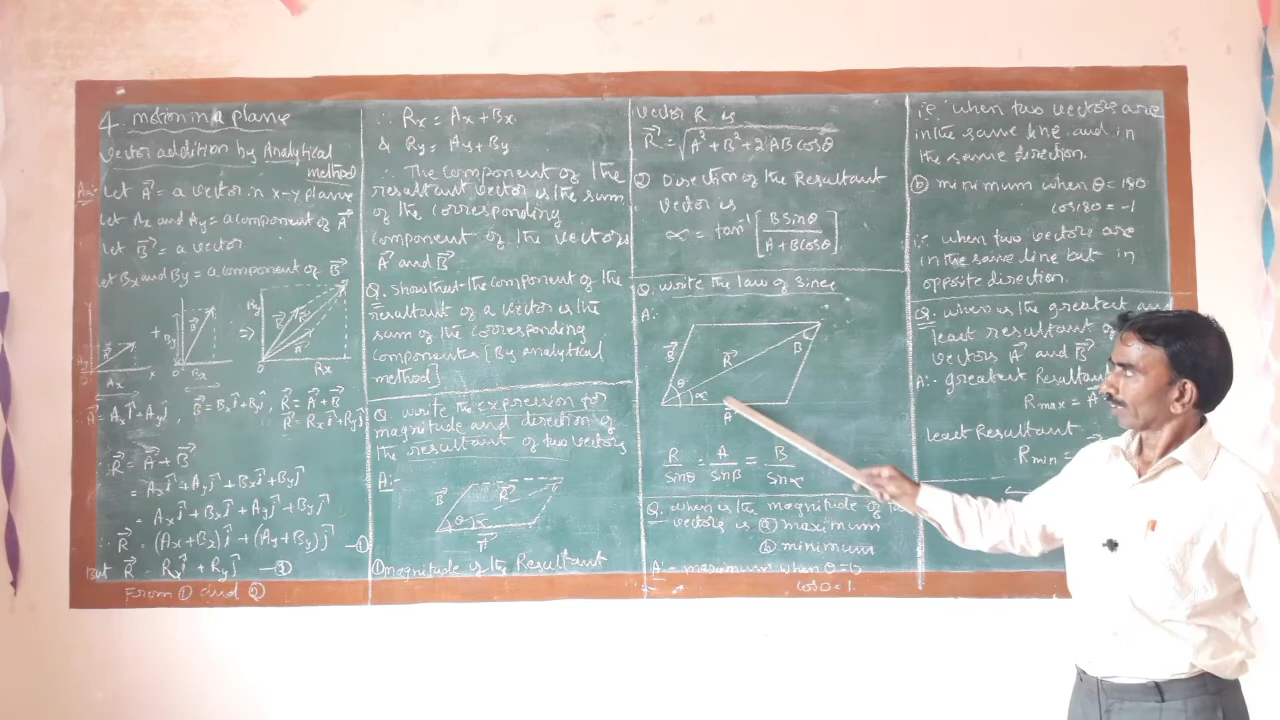 4. motion in a plane
Vector addition by Analytical
method
Ans:- Let A⃗ = a vector in x-y plane
Let Ax and Ay = a component of A⃗
Let B⃗ = a vector
Let Bx and By = a component of B⃗
Ay A⃗ O Ax x
+ By B⃗ O Bx
⇒ Ry B⃗ R⃗ A⃗ O Rx
∴ A⃗ = Ax i⃗ + Ay j⃗, B⃗ = Bx i⃗ + By j⃗, R⃗ = A⃗ + B⃗
R⃗ = Rx i⃗ + Ry j⃗
∴ R⃗ = A⃗ + B⃗
= Ax i⃗ + Ay j⃗ + Bx i⃗ + By j⃗
= Ax i⃗ + Bx i⃗ + Ay j⃗ + By j⃗
∴ R⃗ = (Ax + Bx) i⃗ + (Ay + By) j⃗ —①
But R⃗ = Rx i⃗ + Ry j⃗ —②
From ① and ②
∴ Rx = Ax + Bx
& Ry = Ay + By
∴ The component of the
resultant vector is the sum
of the corresponding
component of the vectors
A⃗ and B⃗
Q. Show that the component of the
resultant of a vector is the
sum of the corresponding
components [By analytical
method]
Q. write the expression for
magnitude and direction of
the resultant of two vectors
A:-
B⃗ R⃗ θ α A⃗
① magnitude of the Resultant
vector R is
R⃗ = √A² + B² + 2AB cosθ
② Direction of the Resultant
vector is
α = tan⁻¹ [B Sinθ / A + B cosθ]
Q. write the law of Sines
A:-
B⃗ R⃗ β θ α A⃗
R/sinθ = A/sinβ = B/sinα
Q. when is the magnitude of
vectors is ⓐ maximum
ⓑ minimum
A:- maximum when θ = 0
cos0 = 1
i.e. when two vectors are
in the same line and in
the same direction.
ⓑ minimum when θ = 180
cos180 = -1
i.e. when two vectors are
in the same line but in
opposite direction.
Q. when is the greatest and
least resultant of
vectors A⃗ and B⃗
A:- greatest Resultant
Rmax = A
Least Resultant
Rmin =